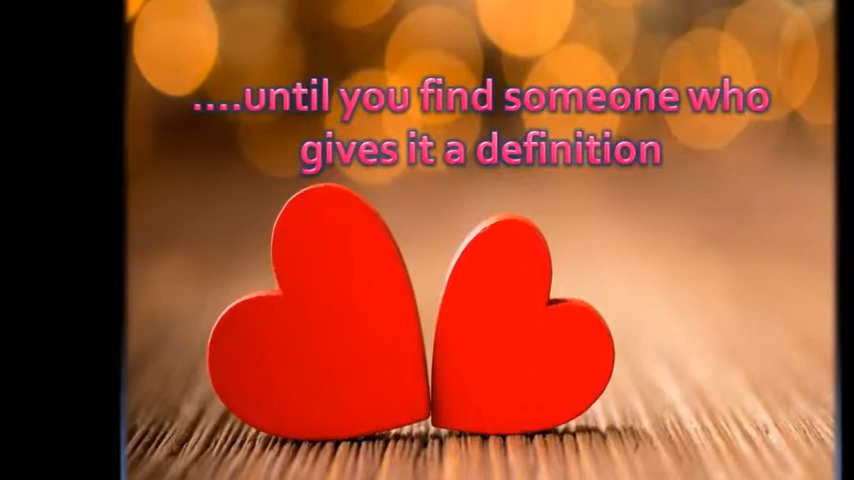 ....until you find someone who
gives it a definition